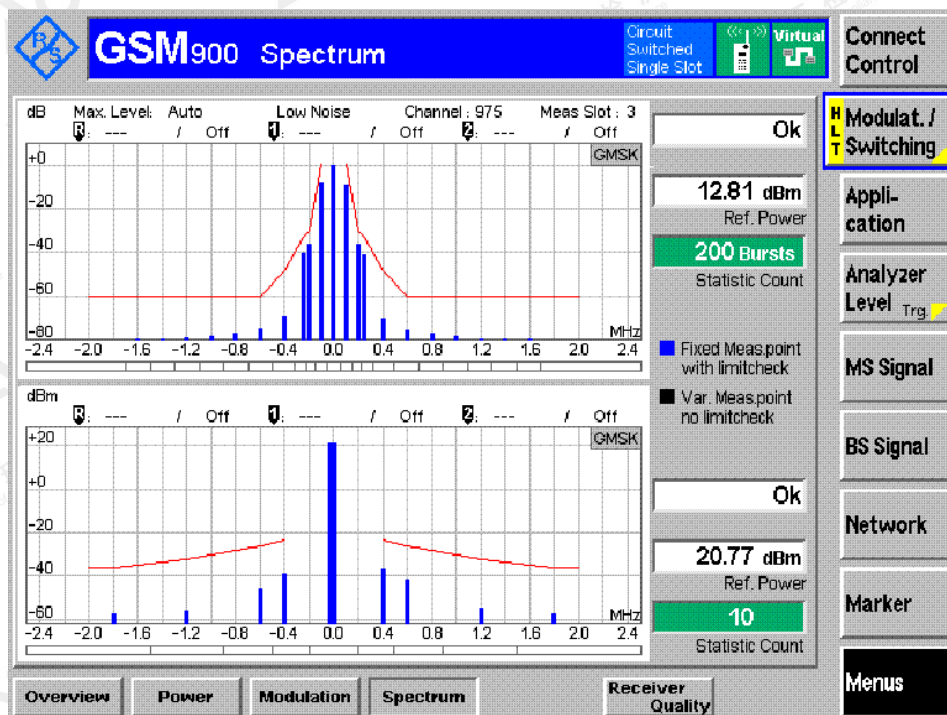 R/S
GSM900 Spectrum
Circuit
Switched
Single Slot
Virtual
Connect
Control
dB Max. Level: Auto Low Noise Channel : 975 Meas Slot : 3
R: --- / Off 1: --- / Off 2: --- / Off
GMSK
+0
-20
-40
-60
-80
MHz
-2.4 -2.0 -1.6 -1.2 -0.8 -0.4 0.0 0.4 0.8 1.2 1.6 2.0 2.4
Ok
12.81 dBm
Ref. Power
200 Bursts
Statistic Count
Fixed Meas.point
with limitcheck
Var. Meas.point
no limitcheck
dBm
R: --- / Off 1: --- / Off 2: --- / Off
GMSK
+20
+0
-20
-40
-60
MHz
-2.4 -2.0 -1.6 -1.2 -0.8 -0.4 0.0 0.4 0.8 1.2 1.6 2.0 2.4
Ok
20.77 dBm
Ref. Power
10
Statistic Count
HLT
Modulat. /
Switching
Appli-
cation
Analyzer
Level Trg.
MS Signal
BS Signal
Network
Marker
Menus
Overview
Power
Modulation
Spectrum
Receiver
Quality